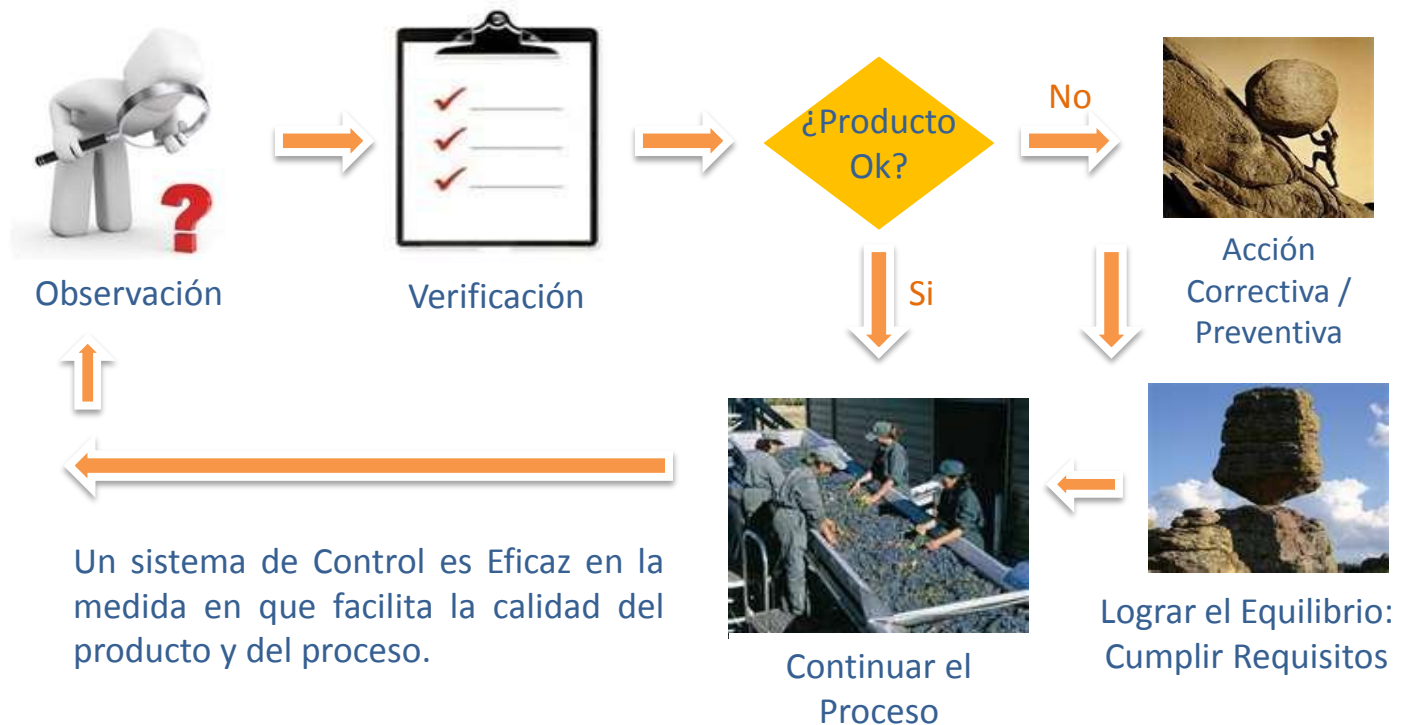 Observación
Verificación
¿Producto
Ok?
No
Si
Acción
Correctiva /
Preventiva
Lograr el Equilibrio:
Cumplir Requisitos
Continuar el
Proceso
Un sistema de Control es Eficaz en la
medida en que facilita la calidad del
producto y del proceso.